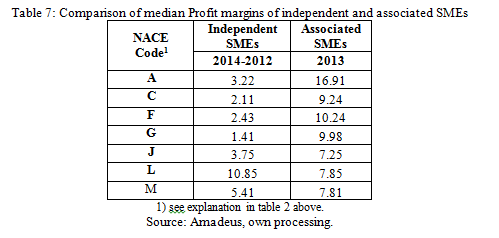 Table 7: Comparison of median Profit margins of independent and associated SMEs
NACE Code¹ Independent SMEs Associated SMEs
2014-2012 2013
A 3.22 16.91
C 2.11 9.24
F 2.43 10.24
G 1.41 9.98
J 3.75 7.25
L 10.85 7.85
M 5.41 7.81
1) see explanation in table 2 above.
Source: Amadeus, own processing.